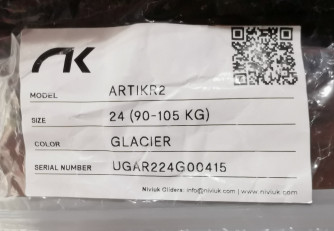 MODEL ARTIKR2
SIZE 24 (90-105 KG)
COLOR GLACIER
SERIAL NUMBER UGAR224G00415
Niviuk Gliders: info@niviuk.com | www.niviuk.com